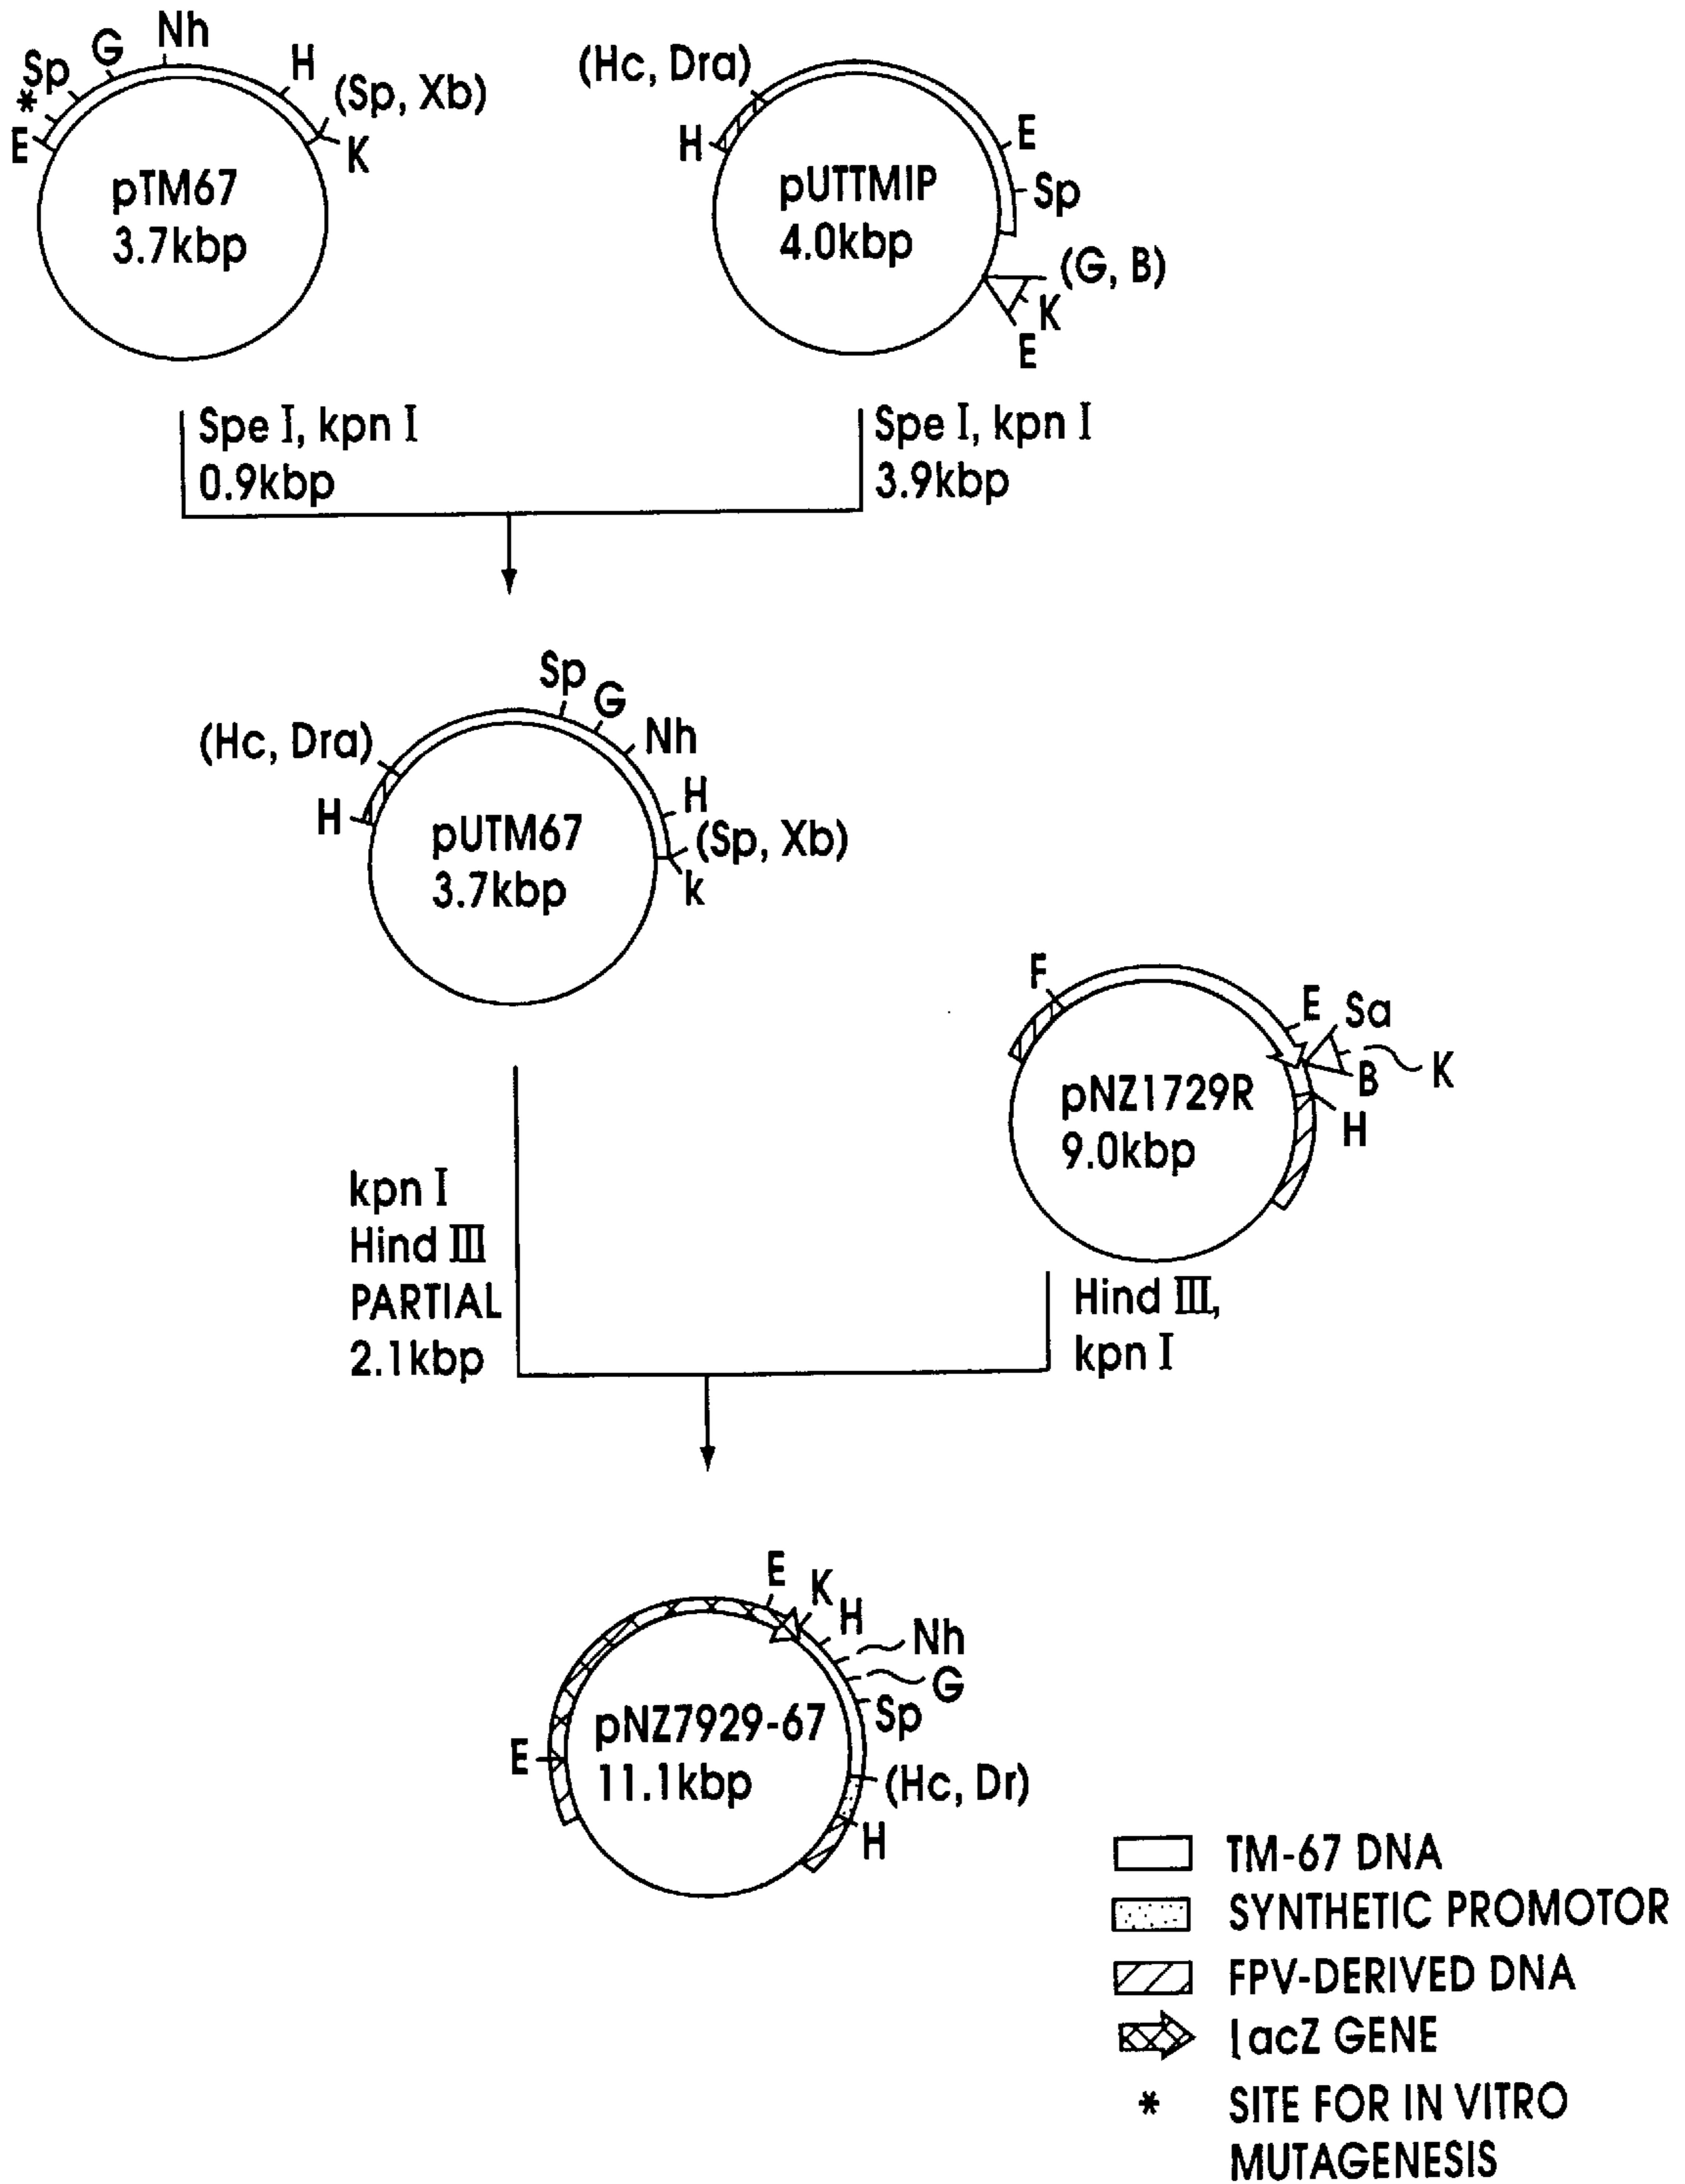 Nh
G
H
Sp
(Sp, Xb)
*
E
K
pTM67
3.7kbp
(Hc, Dra)
H
E
Sp
pUTTMIP
4.0kbp
(G, B)
K
E
Spe I, kpn I
0.9kbp
Spe I, kpn I
3.9kbp
Sp
G
(Hc, Dra)
Nh
H
H
(Sp, Xb)
pUTM67
3.7kbp
k
F
E
Sa
K
B
pNZ1729R
9.0kbp
H
kpn I
Hind III
PARTIAL
2.1kbp
Hind III,
kpn I
E
K
H
Nh
G
Sp
pNZ7929-67
11.1kbp
E
(Hc, Dr)
H
TM-67 DNA
SYNTHETIC PROMOTOR
FPV-DERIVED DNA
lacZ GENE
* SITE FOR IN VITRO
MUTAGENESIS